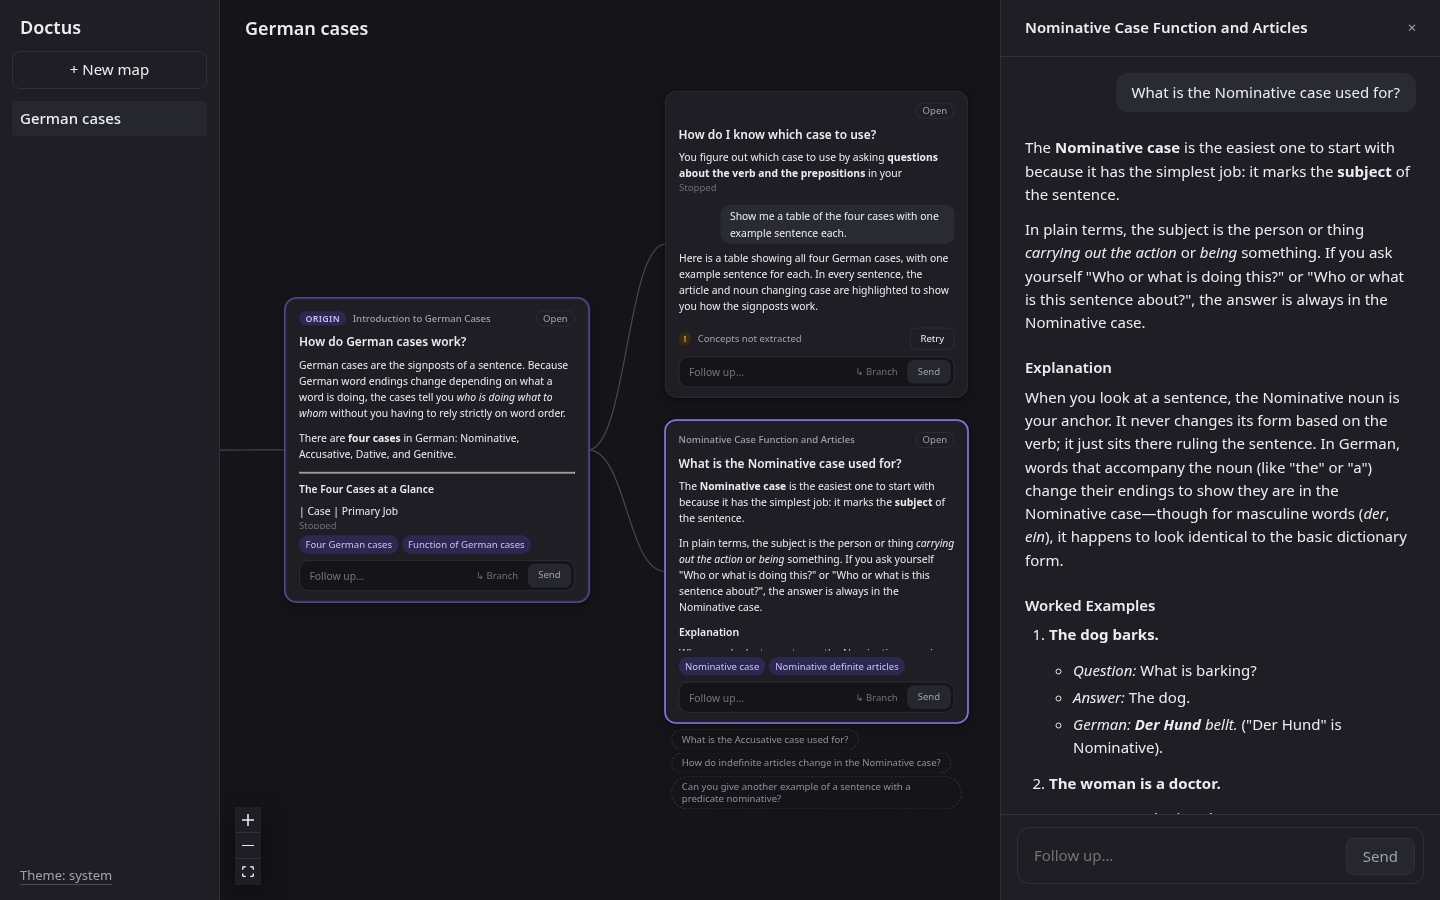 Doctus
+ New map
German cases
Theme: system
German cases
ORIGIN Introduction to German Cases Open
How do German cases work?
German cases are the signposts of a sentence. Because
German word endings change depending on what a
word is doing, the cases tell you who is doing what to
whom without you having to rely strictly on word order.
There are four cases in German: Nominative,
Accusative, Dative, and Genitive.
The Four Cases at a Glance
| Case | Primary Job
Stopped
Four German cases Function of German cases
Follow up... ↳ Branch Send
Open
How do I know which case to use?
You figure out which case to use by asking questions
about the verb and the prepositions in your
Stopped
Show me a table of the four cases with one
example sentence each.
Here is a table showing all four German cases, with one
example sentence for each. In every sentence, the
article and noun changing case are highlighted to show
you how the signposts work.
! Concepts not extracted Retry
Follow up... ↳ Branch Send
Nominative Case Function and Articles Open
What is the Nominative case used for?
The Nominative case is the easiest one to start with
because it has the simplest job: it marks the subject of
the sentence.
In plain terms, the subject is the person or thing carrying
out the action or being something. If you ask yourself
"Who or what is doing this?" or "Who or what is this
sentence about?", the answer is always in the
Nominative case.
Explanation
Nominative case Nominative definite articles
Follow up... ↳ Branch Send
What is the Accusative case used for?
How do indefinite articles change in the Nominative case?
Can you give another example of a sentence with a
predicate nominative?
Nominative Case Function and Articles ×
What is the Nominative case used for?
The Nominative case is the easiest one to start with
because it has the simplest job: it marks the subject of
the sentence.
In plain terms, the subject is the person or thing
carrying out the action or being something. If you ask
yourself "Who or what is doing this?" or "Who or what
is this sentence about?", the answer is always in the
Nominative case.
Explanation
When you look at a sentence, the Nominative noun is
your anchor. It never changes its form based on the
verb; it just sits there ruling the sentence. In German,
words that accompany the noun (like "the" or "a")
change their endings to show they are in the
Nominative case—though for masculine words (der,
ein), it happens to look identical to the basic dictionary
form.
Worked Examples
1. The dog barks.
Question: What is barking?
Answer: The dog.
German: Der Hund bellt. ("Der Hund" is
Nominative).
2. The woman is a doctor.
Follow up... Send